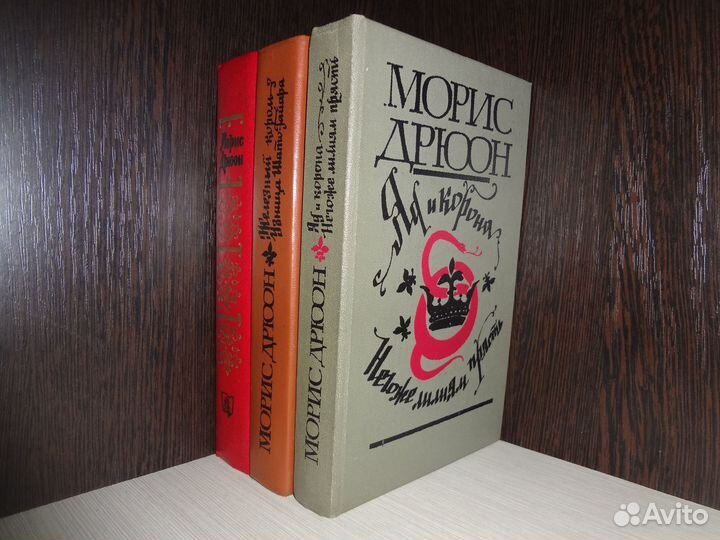 Морис
Дрюон
МОРИС ДРЮОН
Железный король
Узница Шато-Гайара
МОРИС ДРЮОН
Яд и корона
Негоже лилиям прясть
МОРИС
ДРЮОН
Яд и корона
Негоже лилиям прясть
Avito